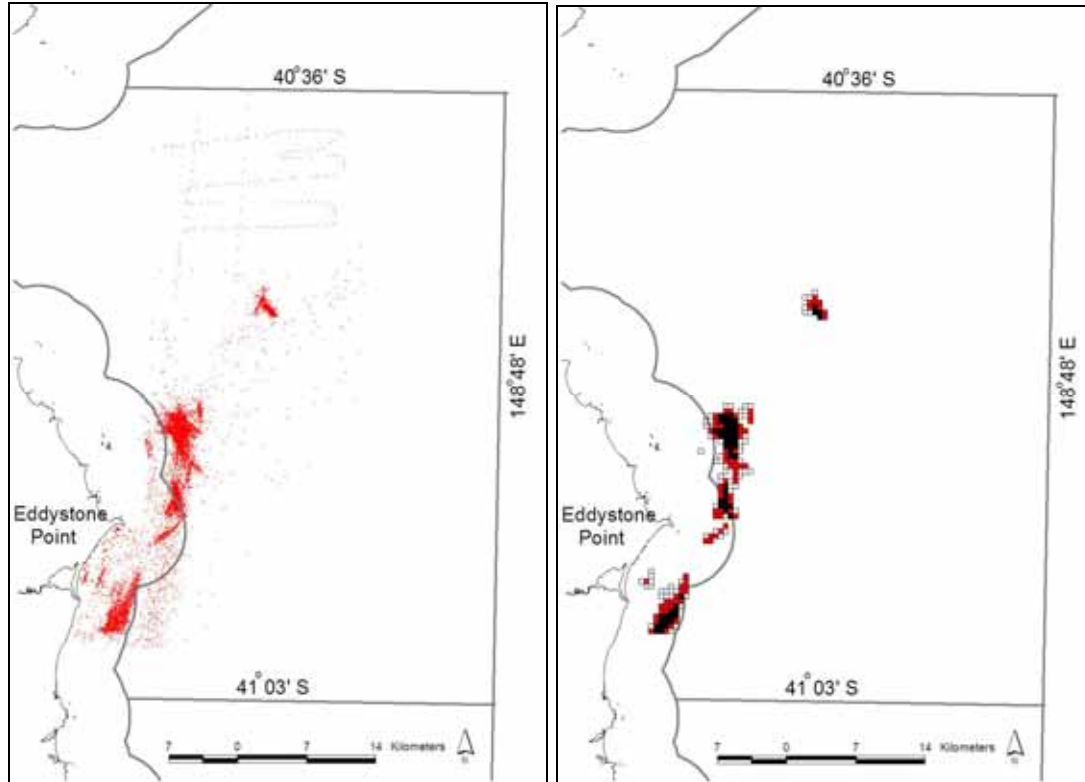 40°36' S
148°48' E
Eddystone
Point
41°03' S
7 0 7 14 Kilometers
40°36' S
148°48' E
Eddystone
Point
41°03' S
7 0 7 14 Kilometers